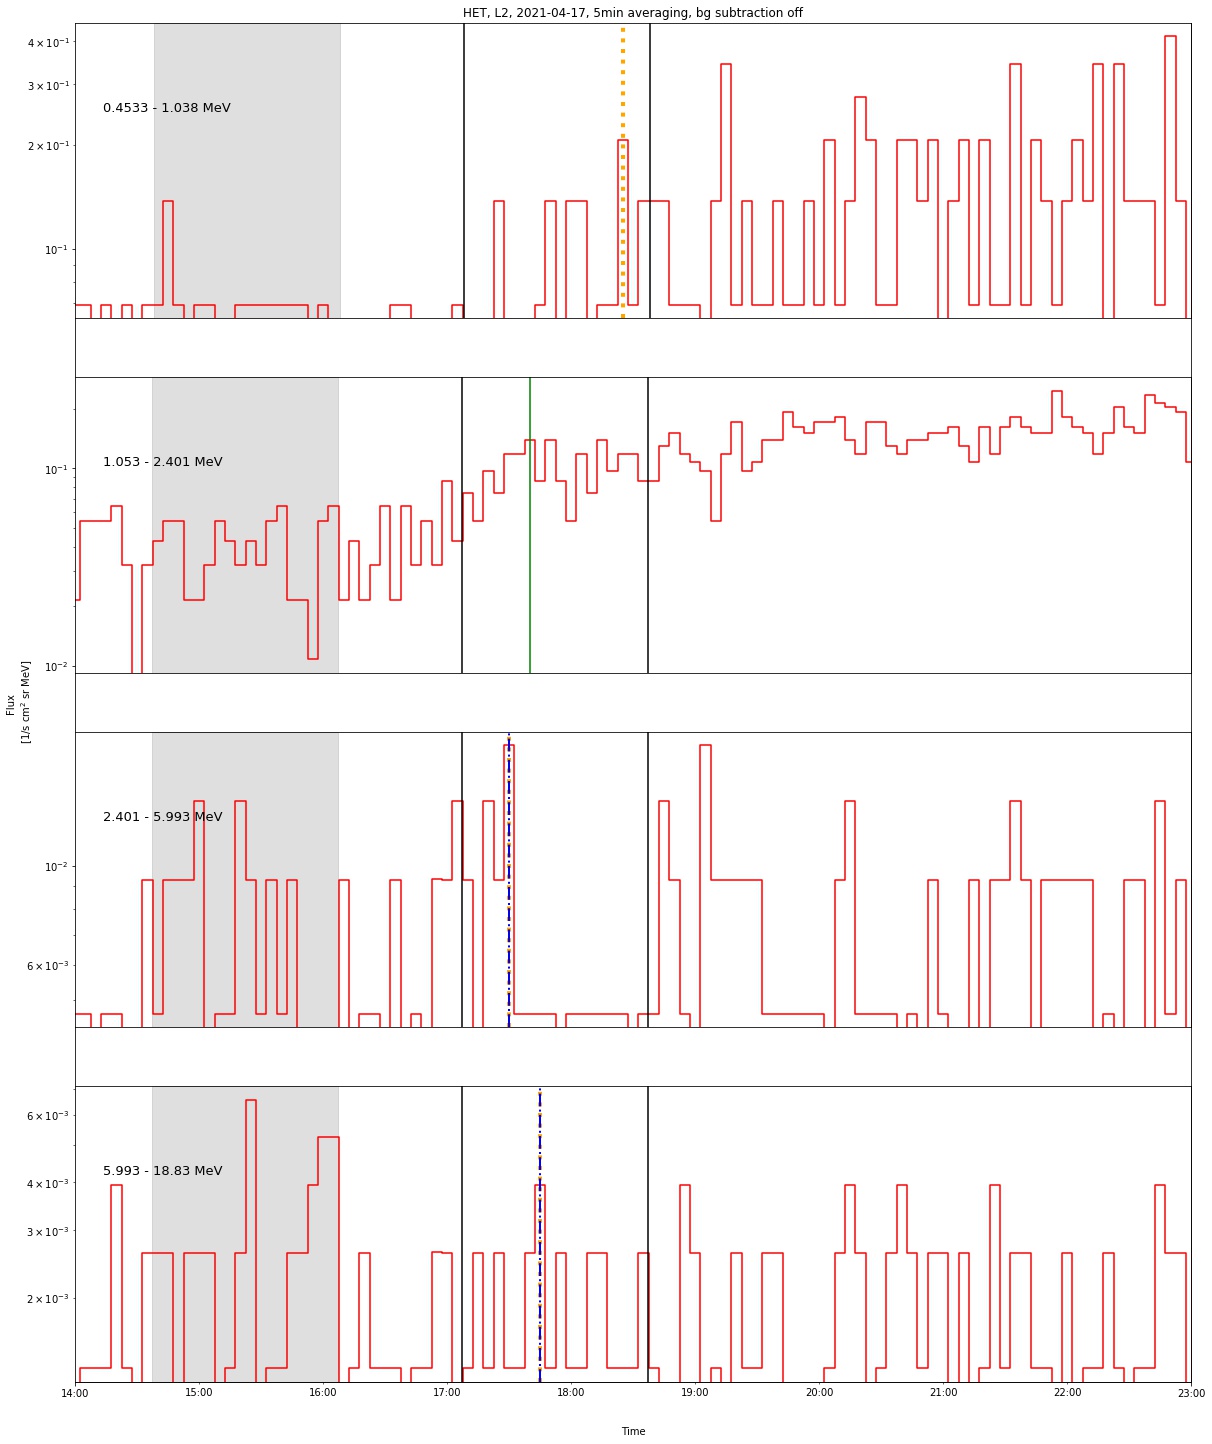 HET, L2, 2021-04-17, 5min averaging, bg subtraction off
4 × 10⁻¹
3 × 10⁻¹
0.4533 - 1.038 MeV
2 × 10⁻¹
10⁻¹
10⁻¹
1.053 - 2.401 MeV
10⁻²
Flux
[1/s cm² sr MeV]
2.401 - 5.993 MeV
10⁻²
6 × 10⁻³
6 × 10⁻³
5.993 - 18.83 MeV
4 × 10⁻³
3 × 10⁻³
2 × 10⁻³
14:00 15:00 16:00 17:00 18:00 19:00 20:00 21:00 22:00 23:00
Time